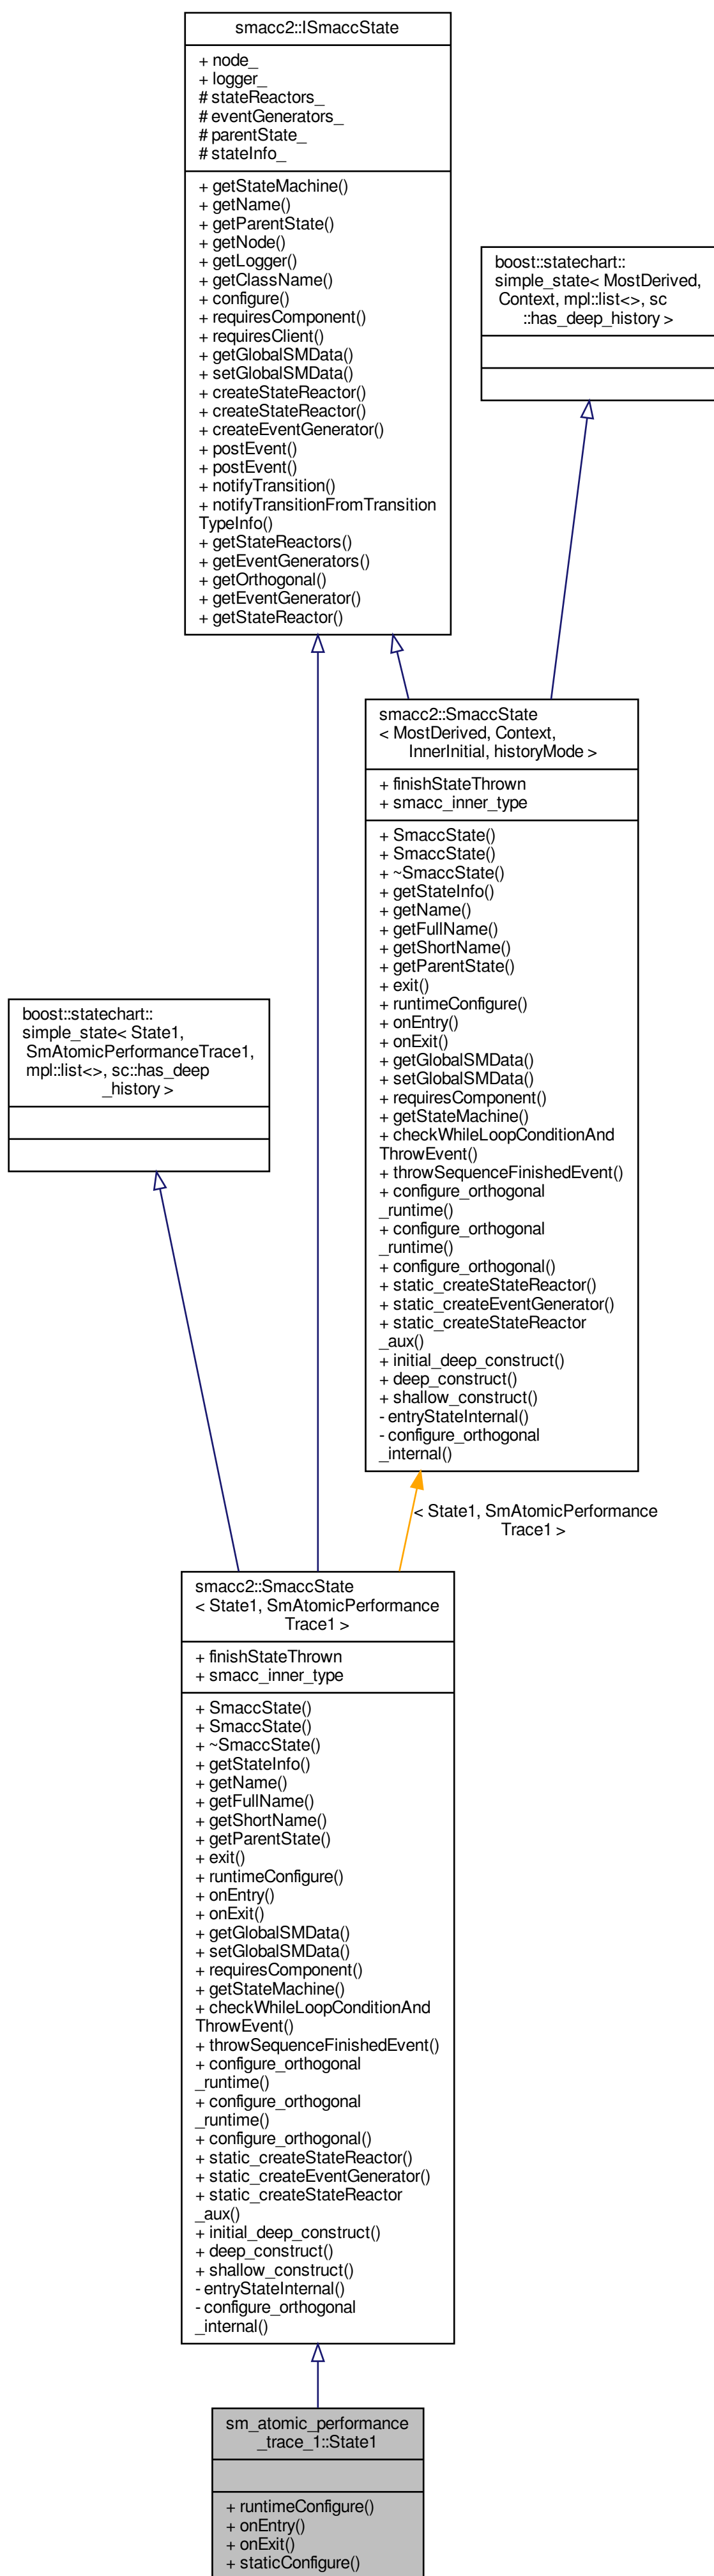 smacc2::ISmaccState
+ node_
+ logger_
# stateReactors_
# eventGenerators_
# parentState_
# stateInfo_
+ getStateMachine()
+ getName()
+ getParentState()
+ getNode()
+ getLogger()
+ getClassName()
+ configure()
+ requiresComponent()
+ requiresClient()
+ getGlobalSMData()
+ setGlobalSMData()
+ createStateReactor()
+ createStateReactor()
+ createEventGenerator()
+ postEvent()
+ postEvent()
+ notifyTransition()
+ notifyTransitionFromTransition
TypeInfo()
+ getStateReactors()
+ getEventGenerators()
+ getOrthogonal()
+ getEventGenerator()
+ getStateReactor()
boost::statechart::
simple_state< MostDerived,
Context, mpl::list<>, sc
::has_deep_history >
smacc2::SmaccState
< MostDerived, Context,
InnerInitial, historyMode >
+ finishStateThrown
+ smacc_inner_type
+ SmaccState()
+ SmaccState()
+ ~SmaccState()
+ getStateInfo()
+ getName()
+ getFullName()
+ getShortName()
+ getParentState()
+ exit()
+ runtimeConfigure()
+ onEntry()
+ onExit()
+ getGlobalSMData()
+ setGlobalSMData()
+ requiresComponent()
+ getStateMachine()
+ checkWhileLoopConditionAnd
ThrowEvent()
+ throwSequenceFinishedEvent()
+ configure_orthogonal
_runtime()
+ configure_orthogonal
_runtime()
+ configure_orthogonal()
+ static_createStateReactor()
+ static_createEventGenerator()
+ static_createStateReactor
_aux()
+ initial_deep_construct()
+ deep_construct()
+ shallow_construct()
- entryStateInternal()
- configure_orthogonal
_internal()
boost::statechart::
simple_state< State1,
SmAtomicPerformanceTrace1,
mpl::list<>, sc::has_deep
_history >
< State1, SmAtomicPerformance
Trace1 >
smacc2::SmaccState
< State1, SmAtomicPerformance
Trace1 >
+ finishStateThrown
+ smacc_inner_type
+ SmaccState()
+ SmaccState()
+ ~SmaccState()
+ getStateInfo()
+ getName()
+ getFullName()
+ getShortName()
+ getParentState()
+ exit()
+ runtimeConfigure()
+ onEntry()
+ onExit()
+ getGlobalSMData()
+ setGlobalSMData()
+ requiresComponent()
+ getStateMachine()
+ checkWhileLoopConditionAnd
ThrowEvent()
+ throwSequenceFinishedEvent()
+ configure_orthogonal
_runtime()
+ configure_orthogonal
_runtime()
+ configure_orthogonal()
+ static_createStateReactor()
+ static_createEventGenerator()
+ static_createStateReactor
_aux()
+ initial_deep_construct()
+ deep_construct()
+ shallow_construct()
- entryStateInternal()
- configure_orthogonal
_internal()
sm_atomic_performance
_trace_1::State1
+ runtimeConfigure()
+ onEntry()
+ onExit()
+ staticConfigure()